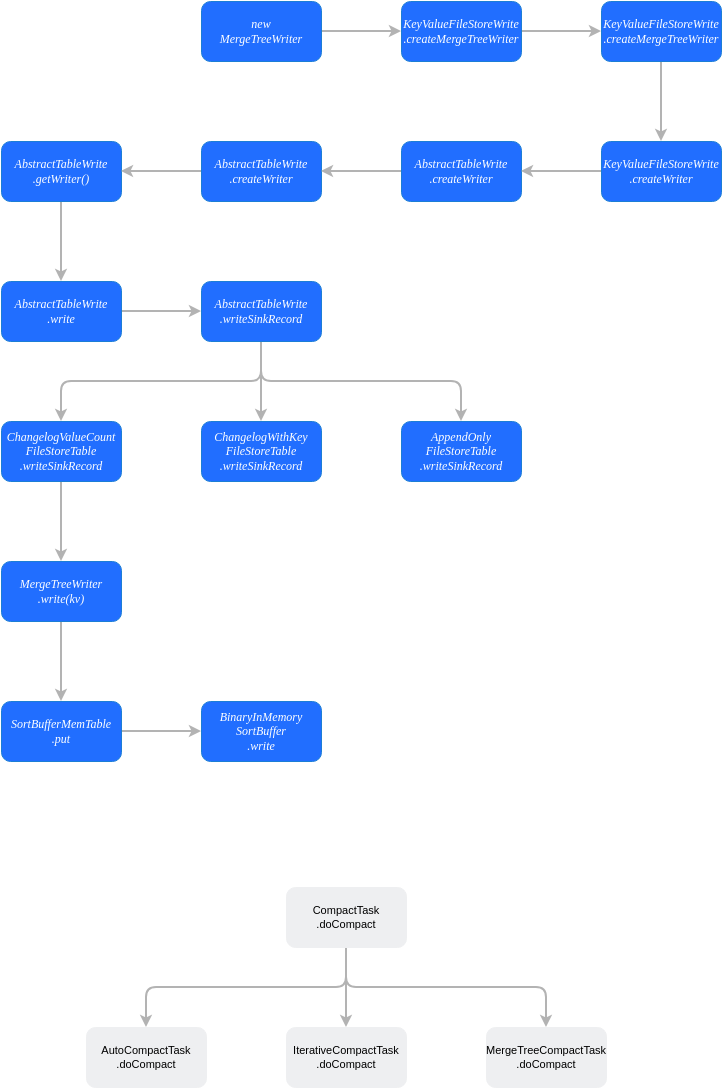 new
MergeTreeWriter
KeyValueFileStoreWrite
.createMergeTreeWriter
KeyValueFileStoreWrite
.createMergeTreeWriter
AbstractTableWrite
.getWriter()
AbstractTableWrite
.createWriter
AbstractTableWrite
.createWriter
KeyValueFileStoreWrite
.createWriter
AbstractTableWrite
.write
AbstractTableWrite
.writeSinkRecord
ChangelogValueCount
FileStoreTable
.writeSinkRecord
ChangelogWithKey
FileStoreTable
.writeSinkRecord
AppendOnly
FileStoreTable
.writeSinkRecord
MergeTreeWriter
.write(kv)
SortBufferMemTable
.put
BinaryInMemory
SortBuffer
.write
CompactTask
.doCompact
AutoCompactTask
.doCompact
IterativeCompactTask
.doCompact
MergeTreeCompactTask
.doCompact